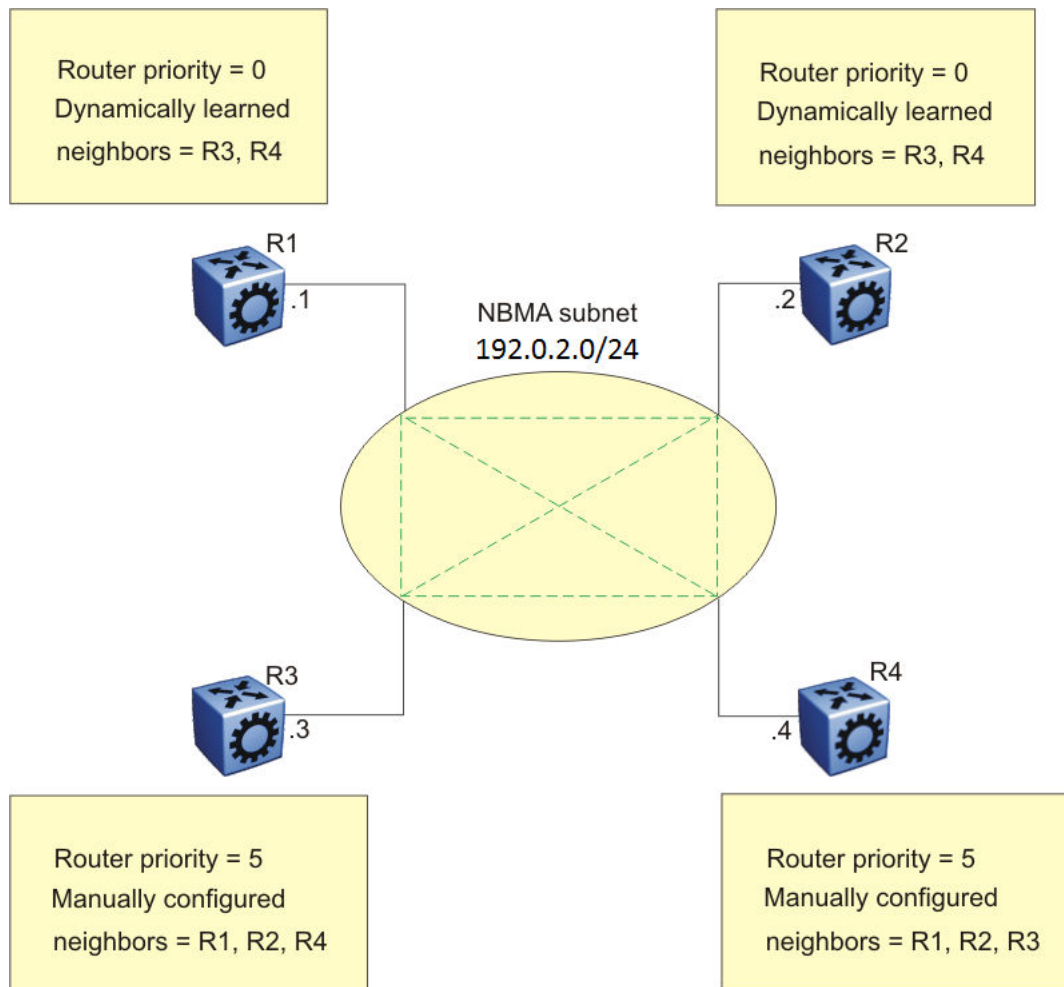 Router priority = 0
Dynamically learned
neighbors = R3, R4
Router priority = 0
Dynamically learned
neighbors = R3, R4
R1
.1
R2
.2
NBMA subnet
192.0.2.0/24
R3
.3
R4
.4
Router priority = 5
Manually configured
neighbors = R1, R2, R4
Router priority = 5
Manually configured
neighbors = R1, R2, R3